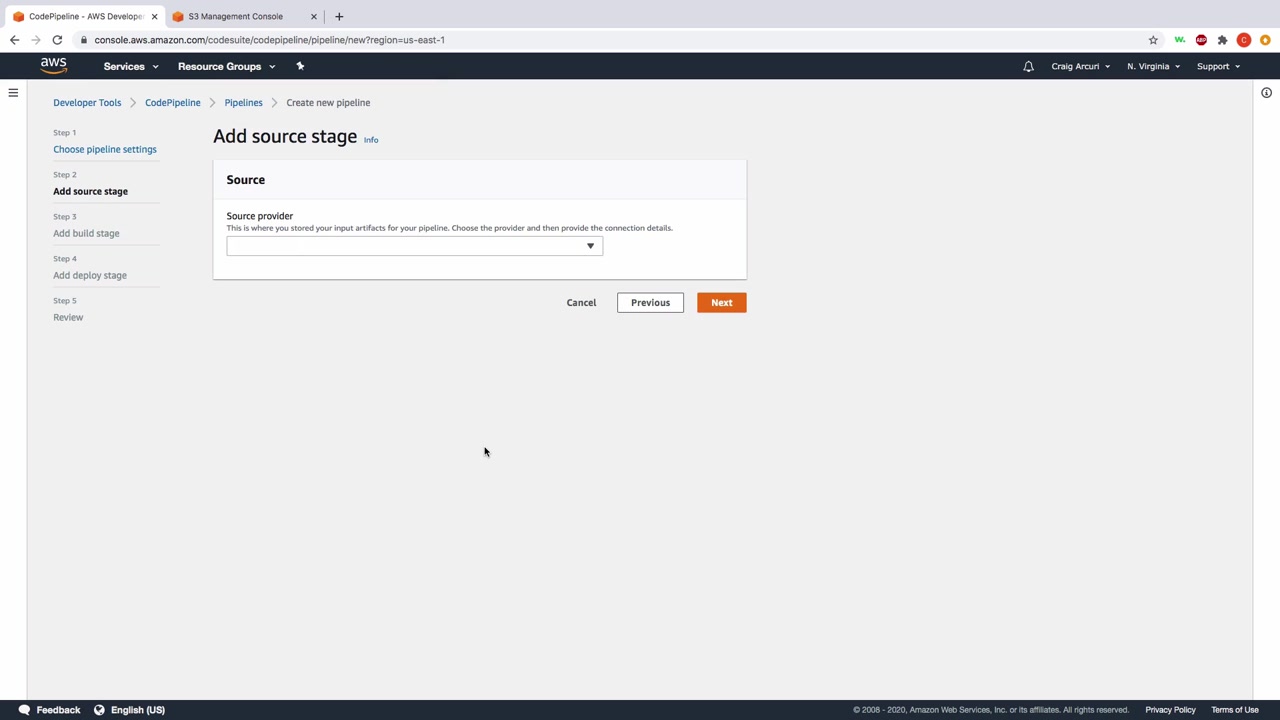 CodePipeline - AWS Developer
S3 Management Console
console.aws.amazon.com/codesuite/codepipeline/pipeline/new?region=us-east-1
w.
ABP
C
aws
Services
Resource Groups
Craig Arcuri
N. Virginia
Support
Developer Tools
CodePipeline
Pipelines
Create new pipeline
Step 1
Choose pipeline settings
Step 2
Add source stage
Step 3
Add build stage
Step 4
Add deploy stage
Step 5
Review
Add source stage Info
Source
Source provider
This is where you stored your input artifacts for your pipeline. Choose the provider and then provide the connection details.
Cancel
Previous
Next
Feedback
English (US)
© 2008 - 2020, Amazon Web Services, Inc. or its affiliates. All rights reserved.
Privacy Policy
Terms of Use